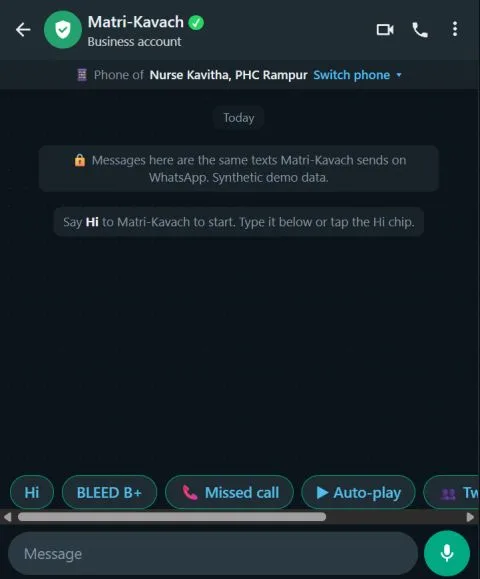 Matri-Kavach
Business account
Phone of Nurse Kavitha, PHC Rampur Switch phone
Today
Messages here are the same texts Matri-Kavach sends on
WhatsApp. Synthetic demo data.
Say Hi to Matri-Kavach to start. Type it below or tap the Hi chip.
Hi BLEED B+ Missed call Auto-play Tw
Message